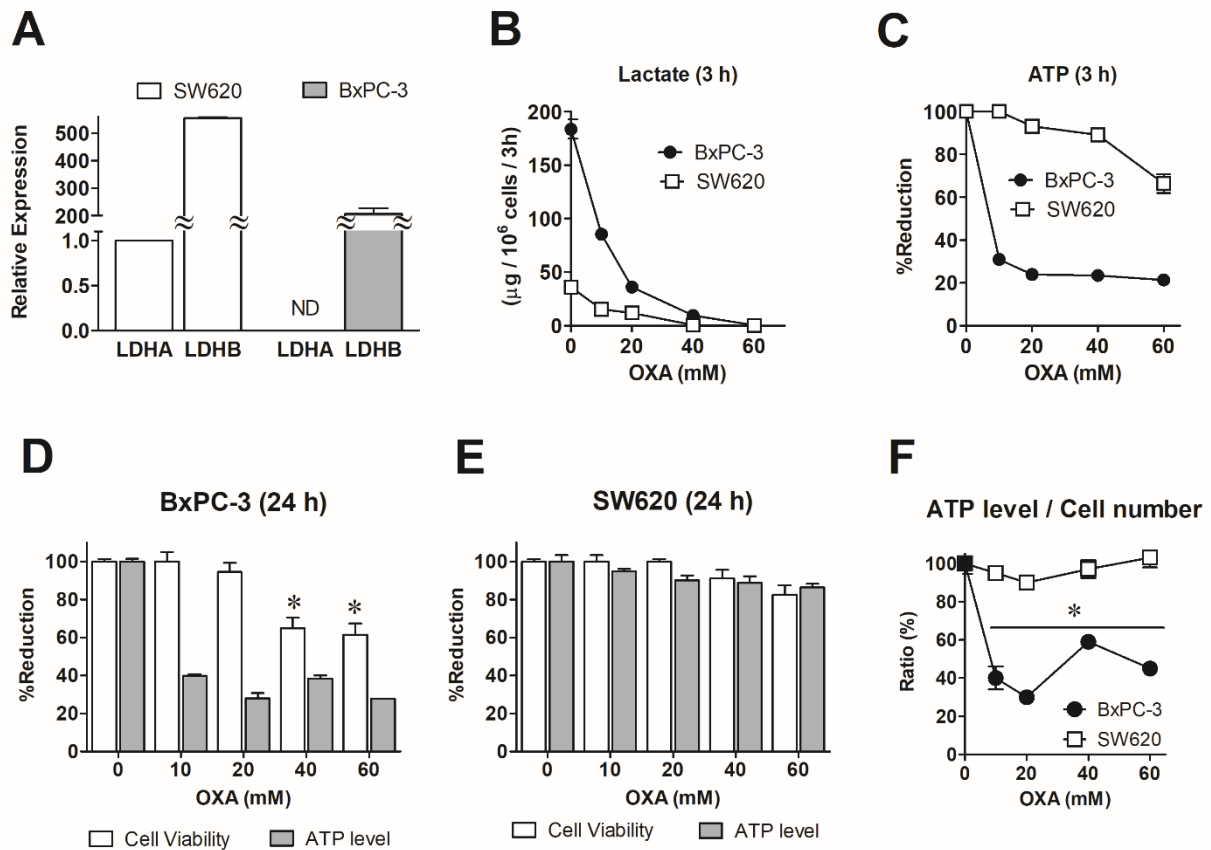 A
SW620
BxPC-3
Relative Expression
500
400
300
200
1.0
0.5
0.0
≈ ≈ ≈ ≈
ND
LDHA LDHB LDHA LDHB
B
Lactate (3 h)
(μg / 10⁶ cells / 3h)
200
150
100
50
0
BxPC-3
SW620
0 20 40 60
OXA (mM)
C
ATP (3 h)
%Reduction
100
80
60
40
20
0
BxPC-3
SW620
0 20 40 60
OXA (mM)
D
BxPC-3 (24 h)
%Reduction
100
80
60
40
20
0
* *
0 10 20 40 60
OXA (mM)
Cell Viability
ATP level
E
SW620 (24 h)
%Reduction
100
80
60
40
20
0
0 10 20 40 60
OXA (mM)
Cell Viability
ATP level
F
ATP level / Cell number
Ratio (%)
100
80
60
40
20
0
*
BxPC-3
SW620
0 20 40 60
OXA (mM)